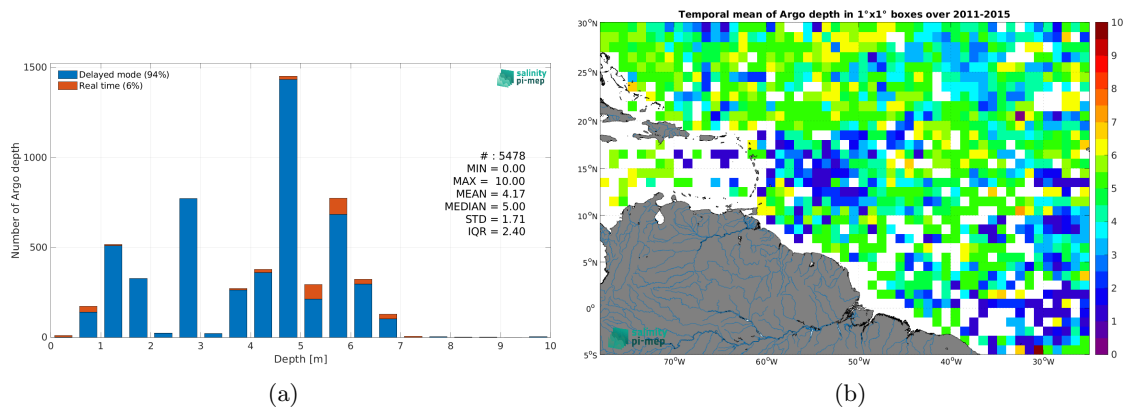 1500
1000
500
0
Number of Argo depth
Delayed mode (94%)
Real time (6%)
salinity
pi-mep
# : 5478
MIN = 0.00
MAX = 10.00
MEAN = 4.17
MEDIAN = 5.00
STD = 1.71
IQR = 2.40
0 1 2 3 4 5 6 7 8 9 10
Depth [m]
(a)
Temporal mean of Argo depth in 1°x1° boxes over 2011-2015
30°N
25°N
20°N
15°N
10°N
5°N
0°
5°S
70°W 60°W 50°W 40°W 30°W
salinity
pi-mep
10
9
8
7
6
5
4
3
2
1
0
(b)